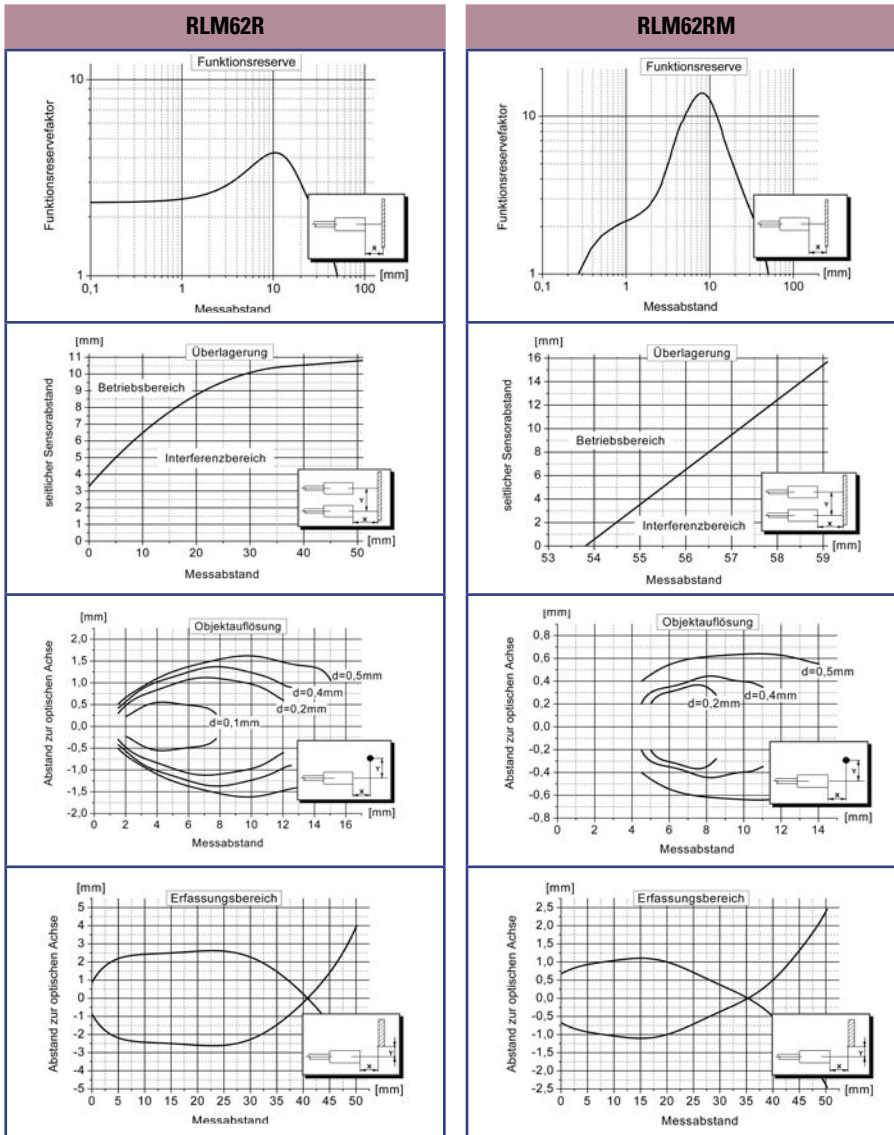 RLM62R
RLM62RM
Funktionsreserve
10
1
0,1 1 10 100
[mm]
Funktionsreservefaktor
Messabstand
X
Funktionsreserve
10
1
0,1 1 10 100
[mm]
Funktionsreservefaktor
Messabstand
X
[mm]
Überlagerung
11
10
9
8
7
6
5
4
3
2
1
0
Betriebsbereich
Interferenzbereich
seitlicher Sensorabstand
Y
X
0 10 20 30 40 50
[mm]
Messabstand
[mm]
Überlagerung
16
14
12
10
8
6
4
2
0
Betriebsbereich
Interferenzbereich
seitlicher Sensorabstand
Y
X
53 54 55 56 57 58 59
[mm]
Messabstand
[mm]
Objektauflösung
2,0
1,5
1,0
0,5
0,0
-0,5
-1,0
-1,5
-2,0
d=0,5mm
d=0,4mm
d=0,2mm
d=0,1mm
Abstand zur optischen Achse
Y
X
0 2 4 6 8 10 12 14 16
[mm]
Messabstand
[mm]
Objektauflösung
0,8
0,6
0,4
0,2
0,0
-0,2
-0,4
-0,6
-0,8
d=0,5mm
d=0,4mm
d=0,2mm
Abstand zur optischen Achse
Y
X
0 2 4 6 8 10 12 14
[mm]
Messabstand
[mm]
Erfassungsbereich
5
4
3
2
1
0
-1
-2
-3
-4
-5
Abstand zur optischen Achse
Y
X
0 5 10 15 20 25 30 35 40 45 50
[mm]
Messabstand
[mm]
Erfassungsbereich
2,5
2,0
1,5
1,0
0,5
0,0
-0,5
-1,0
-1,5
-2,0
-2,5
Abstand zur optischen Achse
Y
X
0 5 10 15 20 25 30 35 40 45 50
[mm]
Messabstand